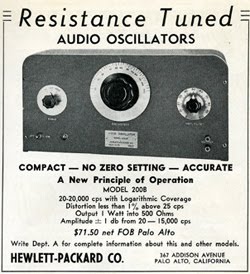 Resistance Tuned
AUDIO OSCILLATORS
COMPACT — NO ZERO SETTING — ACCURATE
A New Principle of Operation
MODEL 200B
20-20,000 cps with Logarithmic Coverage
Distortion less than 1% above 25 cps
Output 1 Watt into 500 Ohms
Amplitude ± 1 db from 20 — 15,000 cps
$71.50 net FOB Palo Alto
Write Dept. A for complete information about this and other models.
HEWLETT-PACKARD CO.
367 ADDISON AVENUE
PALO ALTO, CALIFORNIA